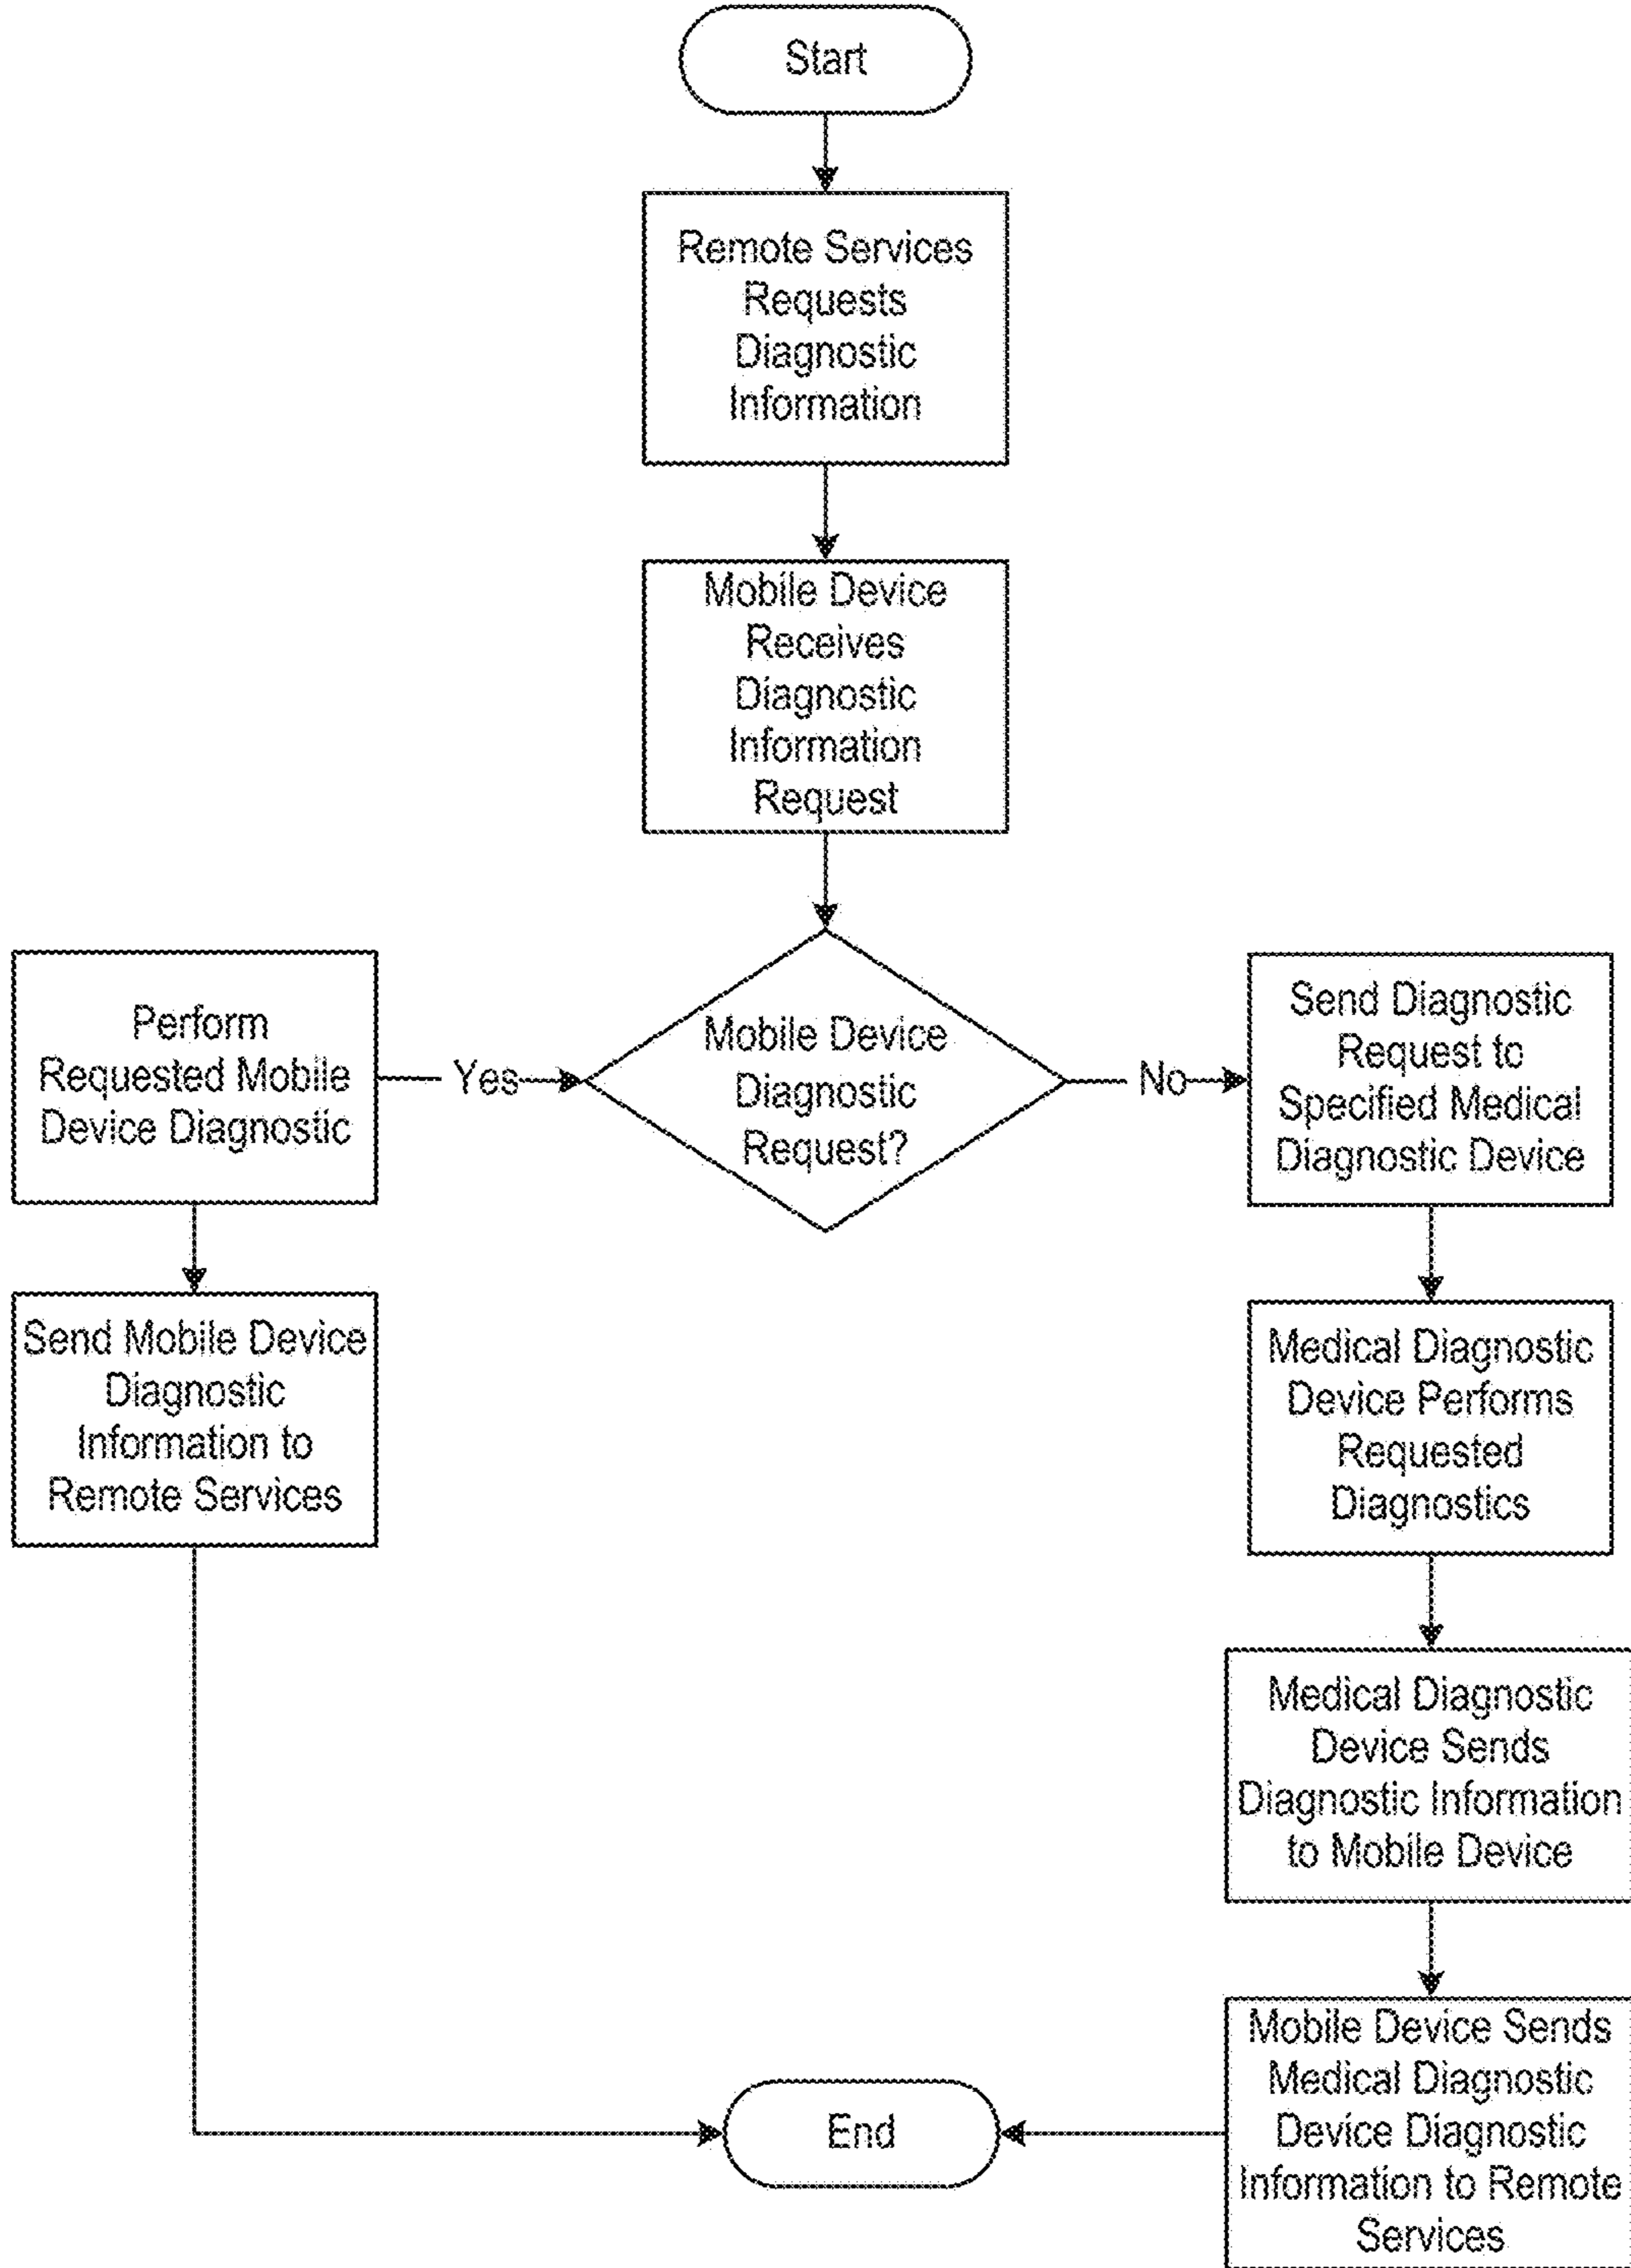 Start
Remote Services
Requests
Diagnostic
Information
Mobile Device
Receives
Diagnostic
Information
Request
Mobile Device
Diagnostic
Request?
Yes
No
Perform
Requested Mobile
Device Diagnostic
Send Mobile Device
Diagnostic
Information to
Remote Services
Send Diagnostic
Request to
Specified Medical
Diagnostic Device
Medical Diagnostic
Device Performs
Requested
Diagnostics
Medical Diagnostic
Device Sends
Diagnostic Information
to Mobile Device
Mobile Device Sends
Medical Diagnostic
Device Diagnostic
Information to Remote
Services
End